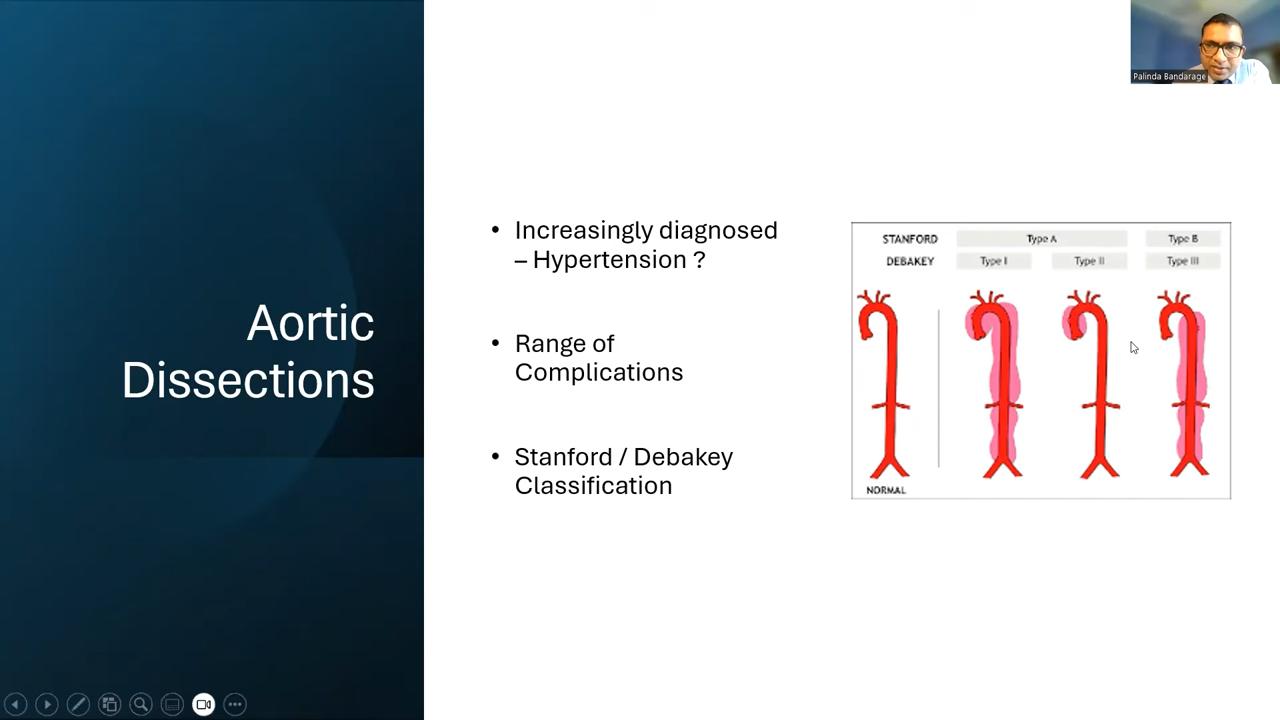 Palinda Bandarage
Aortic
Dissections
• Increasingly diagnosed
– Hypertension ?
• Range of
Complications
• Stanford / Debakey
Classification
STANFORD Type A Type B
DEBAKEY Type I Type II Type III
NORMAL